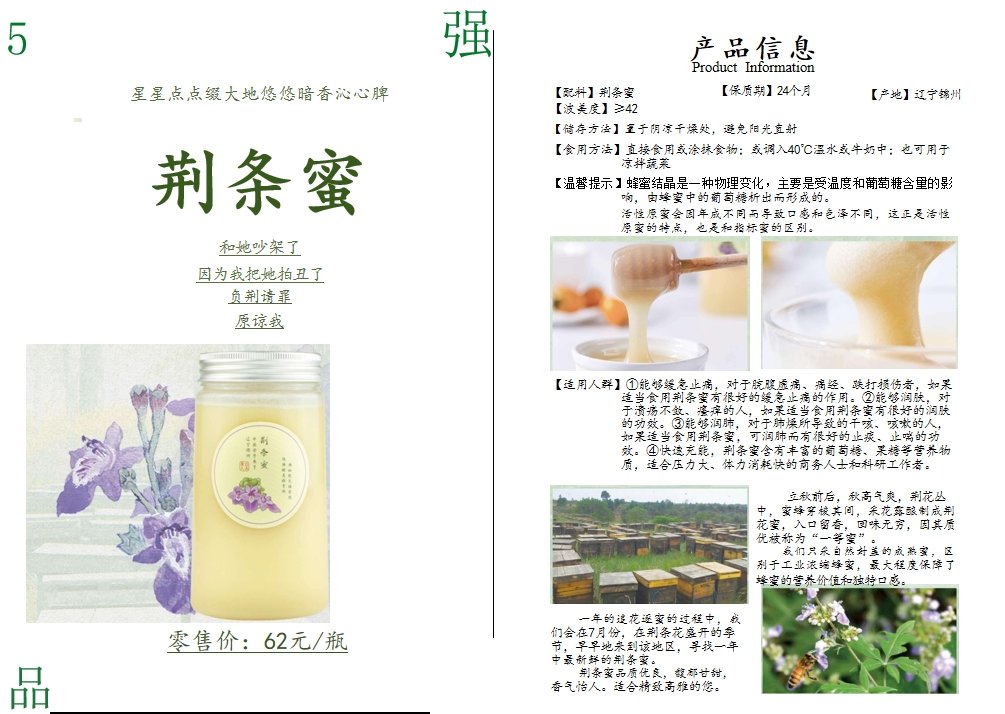 5
强
星星点点缀大地悠悠暗香沁心脾
荆条蜜
和她吵架了
因为我把她拍丑了
负荆请罪
原谅我
荆条蜜
零售价：62元/瓶
品
产品信息
Product Information
【配料】荆条蜜
【保质期】24个月
【产地】辽宁锦州
【波美度】≥42
【储存方法】置于阴凉干燥处，避免阳光直射
【食用方法】直接食用或涂抹食物；或调入40℃温水或牛奶中；也可用于
凉拌蔬菜
【温馨提示】蜂蜜结晶是一种物理变化，主要是受温度和葡萄糖含量的影
响，由蜂蜜中的葡萄糖析出而形成的。
活性原蜜会因年成不同而导致口感和色泽不同，这正是活性
原蜜的特点，也是和指标蜜的区别。
【适用人群】①能够缓急止痛，对于脘腹虚痛、痛经、跌打损伤者，如果
适当食用荆条蜜有很好的缓急止痛的作用。②能够润肤，对
于溃疡不敛、瘙痒的人，如果适当食用荆条蜜有很好的润肤
的功效。③能够润肺，对于肺燥所导致的干咳、咳嗽的人，
如果适当食用荆条蜜，可润肺而有很好的止痰、止喘的功
效。④快速充能，荆条蜜含有丰富的葡萄糖、果糖等营养物
质，适合压力大、体力消耗快的商务人士和科研工作者。
立秋前后，秋高气爽，荆花丛
中，蜜蜂穿梭其间，采花露酿制成荆
花蜜，入口留香，回味无穷，因其质
优被称为“一等蜜”。
我们只采自然封盖的成熟蜜，区
别于工业浓缩蜂蜜，最大程度保障了
蜂蜜的营养价值和独特口感。
一年的追花逐蜜的过程中，我
们会在7月份，在荆条花盛开的季
节，早早地来到该地区，寻找一年
中最新鲜的荆条蜜。
荆条蜜品质优良，馥郁甘甜，
香气怡人。适合精致高雅的您。